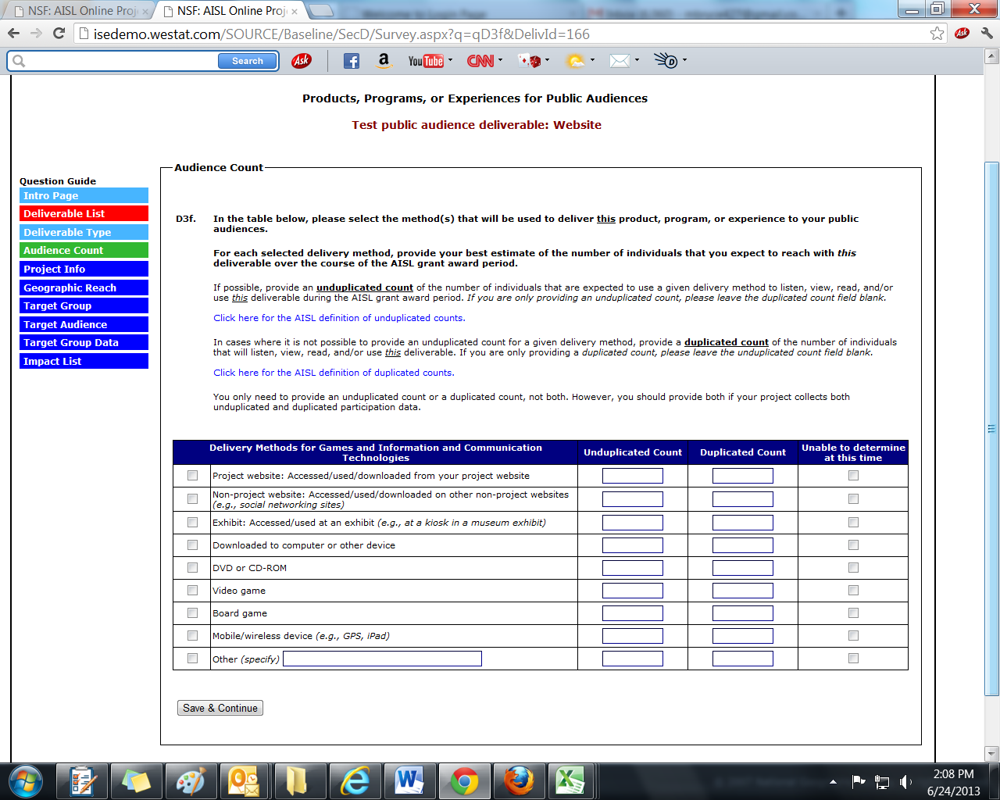 NSF: AISL Online Proj
NSF: AISL Online Proj
isedemo.westat.com/SOURCE/Baseline/SecD/Survey.aspx?q=qD3f&DelivId=166
Search
Ask
a
YouTube
CNN
D
Ask
Products, Programs, or Experiences for Public Audiences
Test public audience deliverable: Website
Question Guide
Intro Page
Deliverable List
Deliverable Type
Audience Count
Project Info
Geographic Reach
Target Group
Target Audience
Target Group Data
Impact List
Audience Count
D3f. In the table below, please select the method(s) that will be used to deliver this product, program, or experience to your public
audiences.
For each selected delivery method, provide your best estimate of the number of individuals that you expect to reach with this
deliverable over the course of the AISL grant award period.
If possible, provide an unduplicated count of the number of individuals that are expected to use a given delivery method to listen, view, read, and/or
use this deliverable during the AISL grant award period. If you are only providing an unduplicated count, please leave the duplicated count field blank.
Click here for the AISL definition of unduplicated counts.
In cases where it is not possible to provide an unduplicated count for a given delivery method, provide a duplicated count of the number of individuals
that will listen, view, read, and/or use this deliverable. If you are only providing a duplicated count, please leave the unduplicated count field blank.
Click here for the AISL definition of duplicated counts.
You only need to provide an unduplicated count or a duplicated count, not both. However, you should provide both if your project collects both
unduplicated and duplicated participation data.
Delivery Methods for Games and Information and Communication
Technologies
Unduplicated Count
Duplicated Count
Unable to determine
at this time
Project website: Accessed/used/downloaded from your project website
Non-project website: Accessed/used/downloaded on other non-project websites
(e.g., social networking sites)
Exhibit: Accessed/used at an exhibit (e.g., at a kiosk in a museum exhibit)
Downloaded to computer or other device
DVD or CD-ROM
Video game
Board game
Mobile/wireless device (e.g., GPS, iPad)
Other (specify)
Save & Continue
2:08 PM
6/24/2013